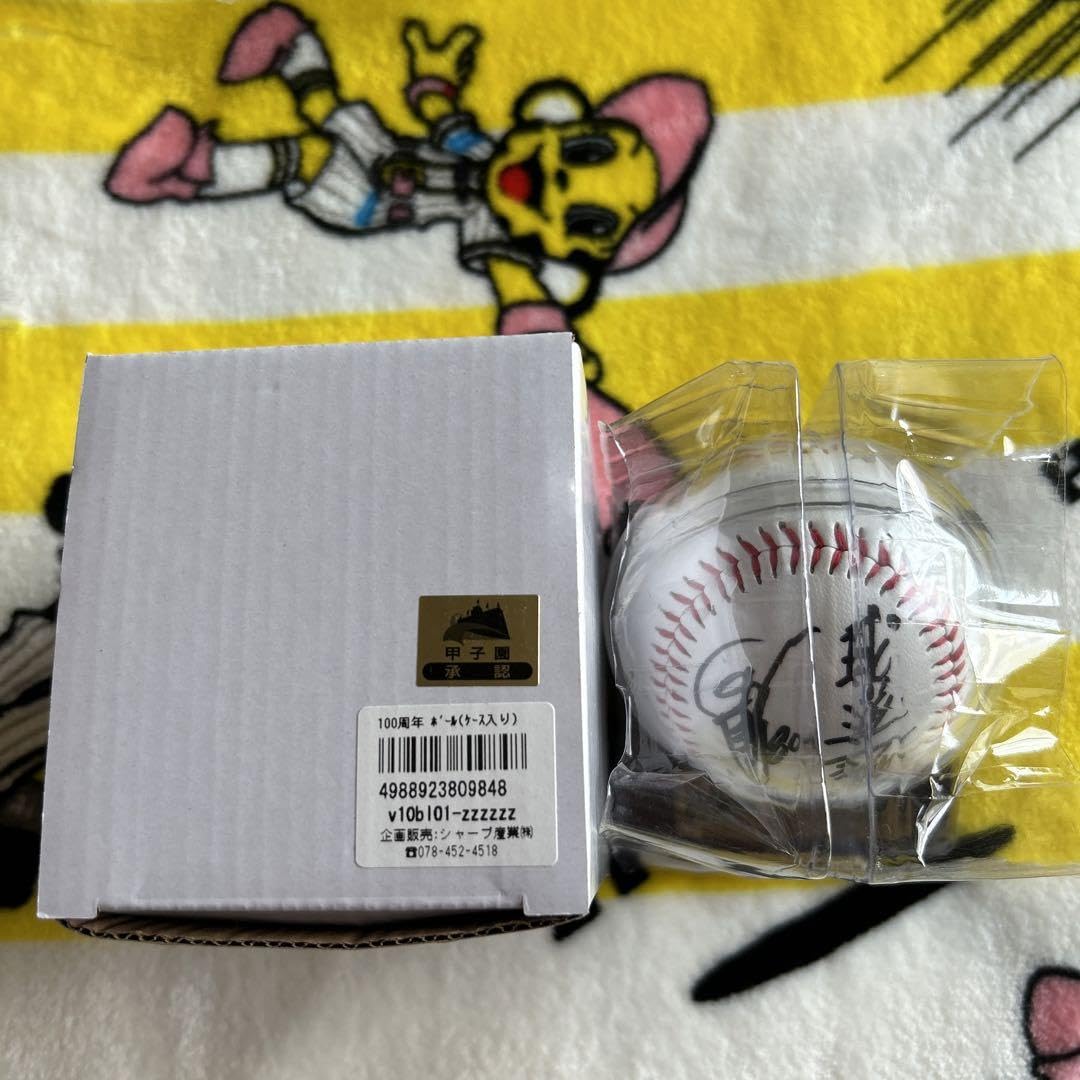 甲子園
承認
100周年 ﾎﾞｰﾙ(ｹｰｽ入り)
4988923809848
v10bl01-zzzzzz
企画販売:シャープ産業㈱
☎078-452-4518
球